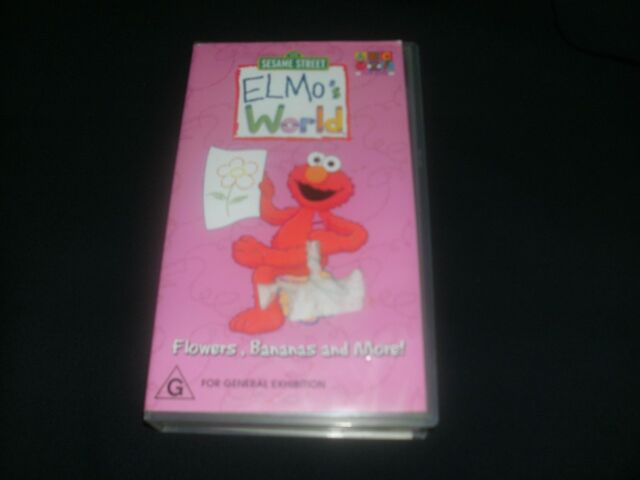 SESAME STREET
ELMo's
World
Flowers, Bananas and More!
G
FOR GENERAL EXHIBITION